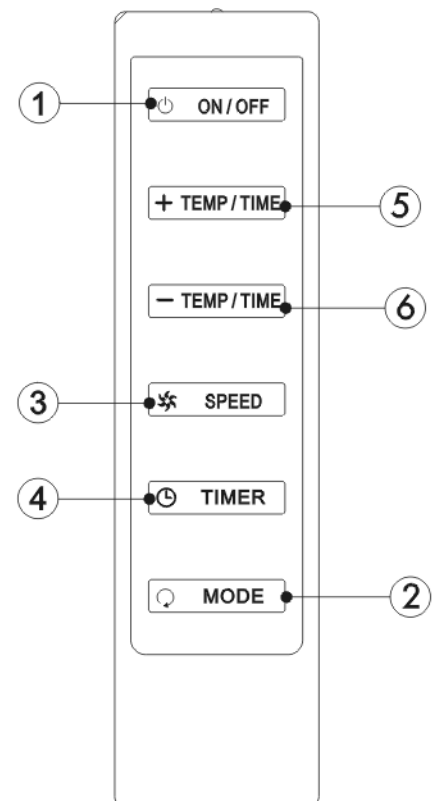 1
ON / OFF
+ TEMP / TIME
5
− TEMP / TIME
6
3
SPEED
4
TIMER
MODE
2